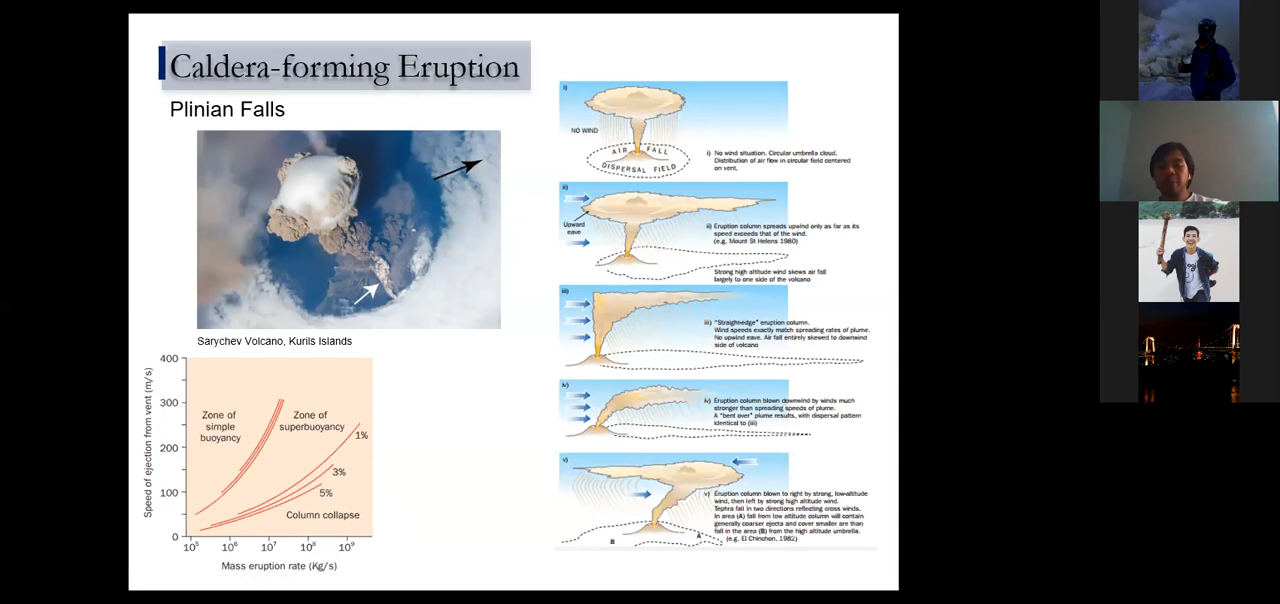 Caldera-forming Eruption
Plinian Falls
Sarychev Volcano, Kurils Islands
400
300
200
100
50
0
Speed of ejection from vent (m/s)
Zone of
simple
buoyancy
Zone of
superbuoyancy
1%
3%
5%
Column collapse
10⁵
10⁶
10⁷
10⁸
10⁹
Mass eruption rate (Kg/s)
i)
NO WIND
AIR FALL
DISPERSAL FIELD
i) No wind situation. Circular umbrella cloud.
Distribution of air flow in circular field centered
on vent.
ii)
Upward
eave
ii) Eruption column spreads upwind only as far as its
speed exceeds that of the wind.
(e.g. Mount St Helens 1980)
Strong high altitude wind skews air fall
largely to one side of the volcano
iii)
iii) "Straight-edge" eruption column.
Wind speeds exactly match spreading rates of plume.
No upwind eave. Air fall entirely skewed to downwind
side of volcano
iv)
iv) Eruption column blown downwind by winds much
stronger than spreading speeds of plume.
A "bent over" plume results, with dispersal pattern
identical to (iii)
v)
v) Eruption column blown to right by strong, low-altitude
wind, then left by strong high altitude wind.
Tephra fall in two directions reflecting cross winds.
In area (A) fall from low altitude column will contain
generally coarser ejecta and cover smaller are than
fall in the area (B) from the high altitude umbrella.
(e.g. El Chinchon, 1982)
B
A